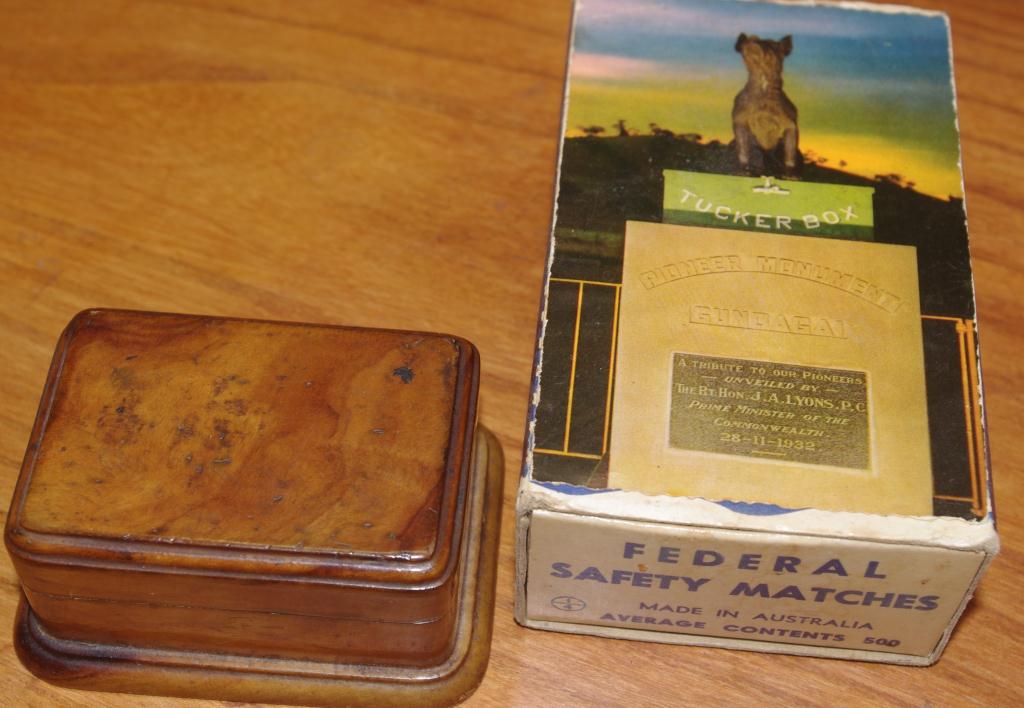 TUCKER BOX
PIONEER MONUMENT
GUNDAGAI
A TRIBUTE TO OUR PIONEERS
UNVEILED BY
THE RT. HON. J.A. LYONS, P.C.
PRIME MINISTER OF THE
COMMONWEALTH
28-11-1932
FEDERAL
SAFETY MATCHES
MADE IN AUSTRALIA
AVERAGE CONTENTS 500